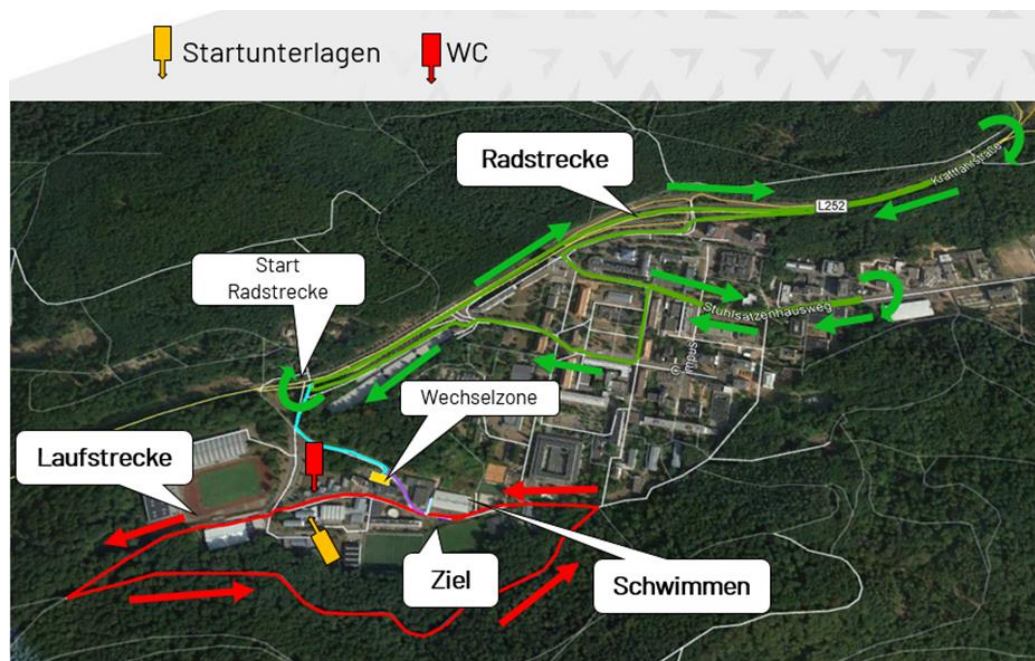 Startunterlagen
WC
Radstrecke
Kraftfahrstraße
L252
Start
Radstrecke
Stuhlsatzenhausweg
Wechselzone
Laufstrecke
Ziel
Schwimmen